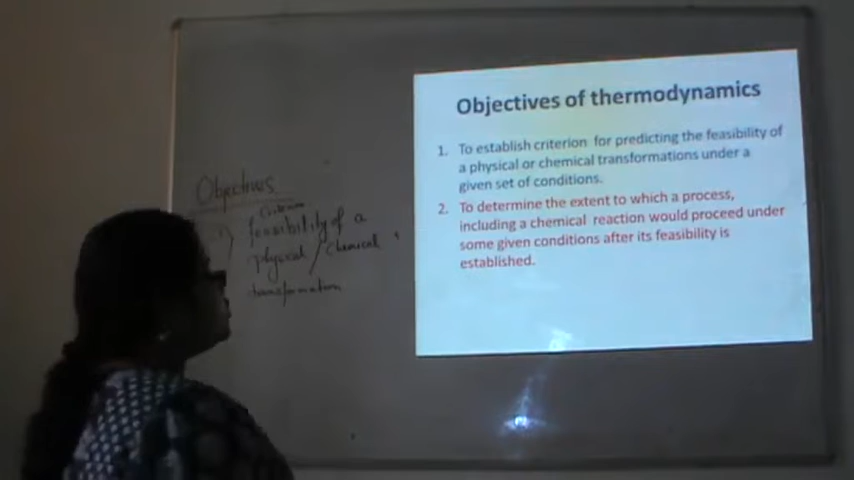 Objectives of thermodynamics
1. To establish criterion for predicting the feasibility of
a physical or chemical transformations under a
given set of conditions.
2. To determine the extent to which a process,
including a chemical reaction would proceed under
some given conditions after its feasibility is
established.
Objectives
1)
Criterion
feasibility of a
physical / Chemical
transformation